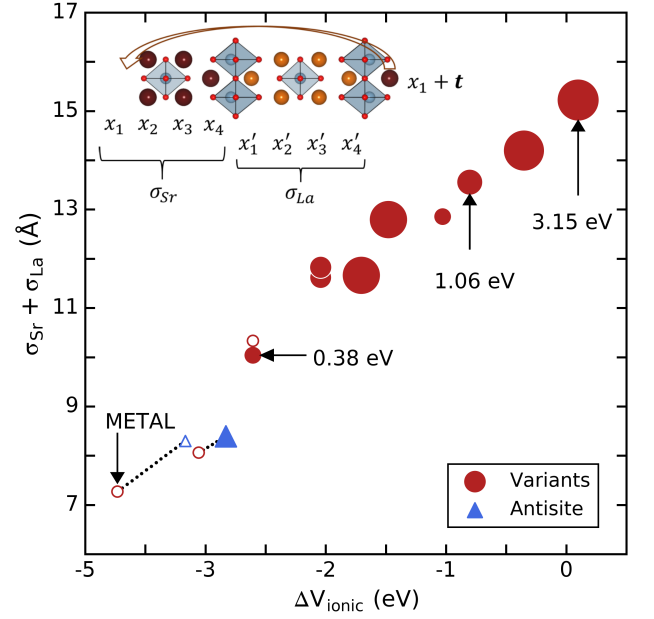 17
15
13
11
9
7
σSr + σLa (Å)
x1 + t
x1 x2 x3 x4
x′1 x′2 x′3 x′4
σSr
σLa
3.15 eV
1.06 eV
0.38 eV
METAL
Variants
Antisite
-5 -4 -3 -2 -1 0
ΔVionic (eV)